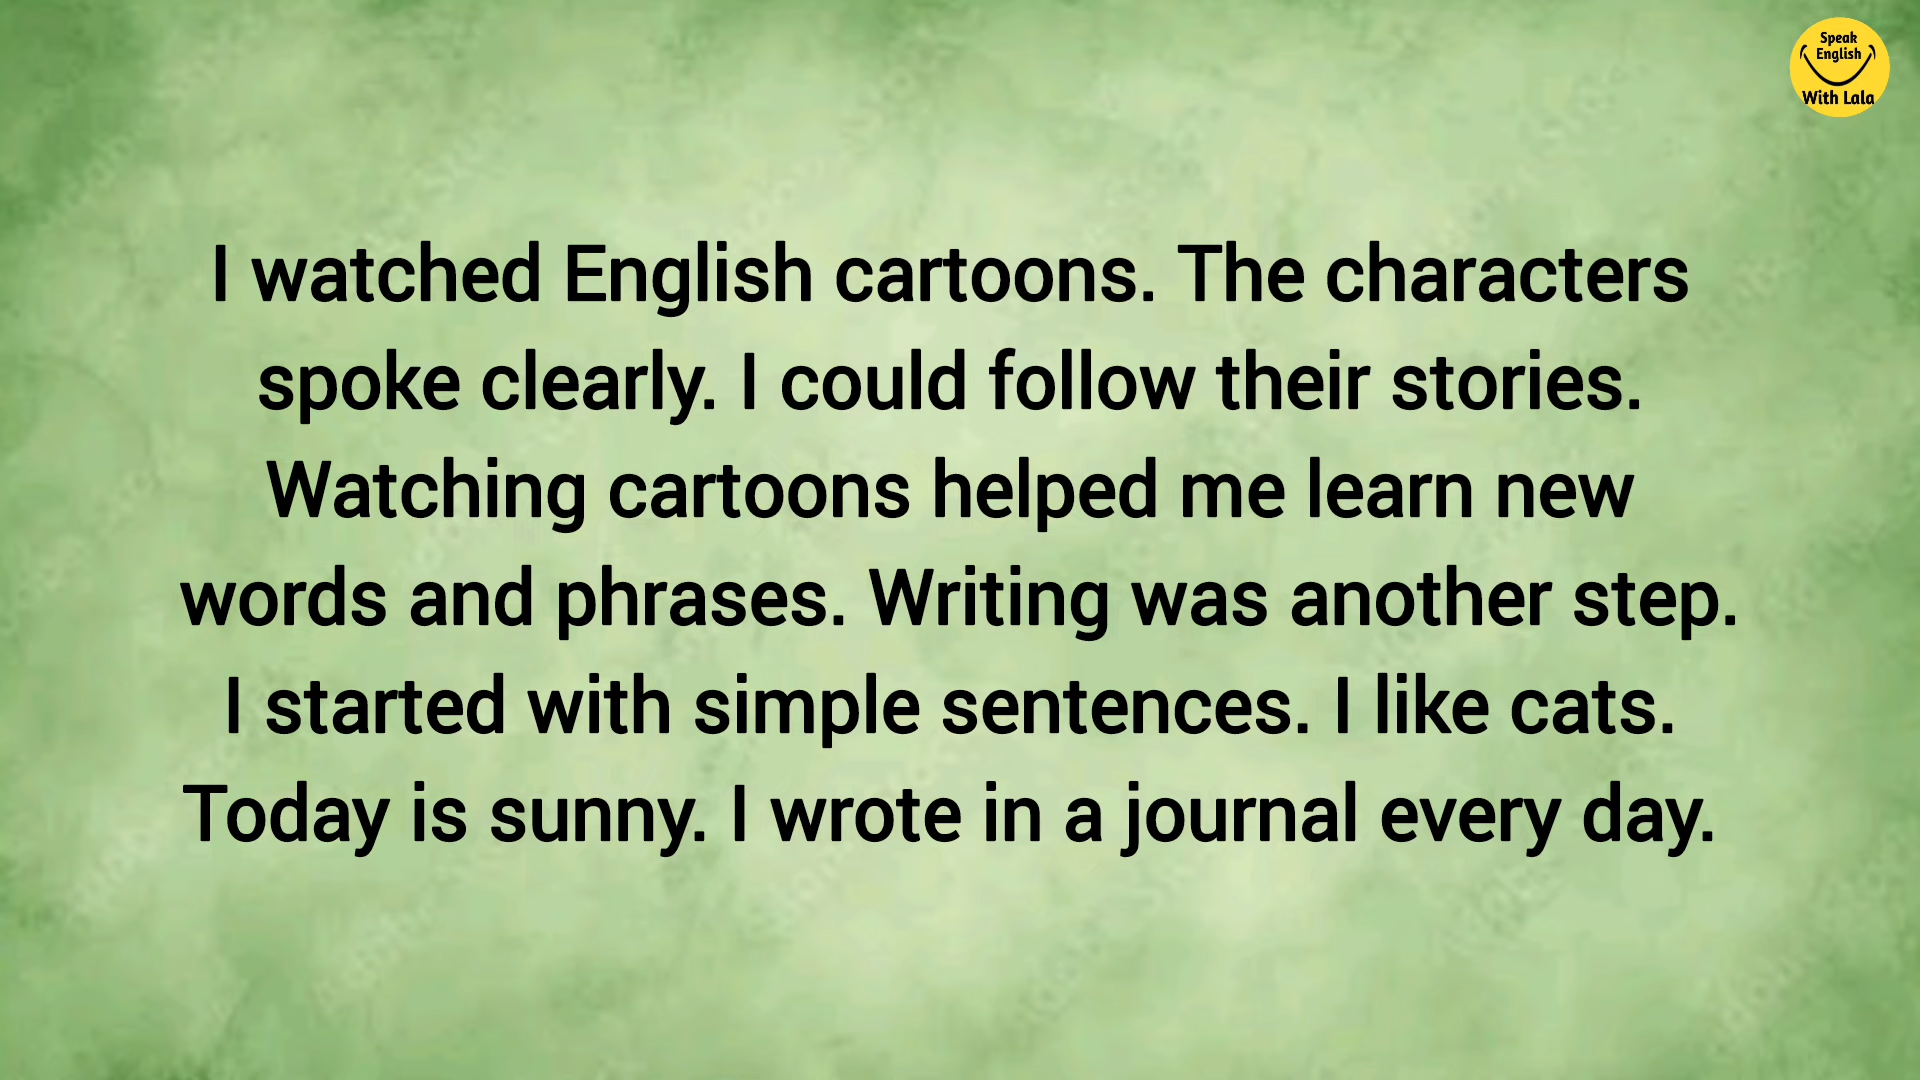 Speak
English
With Lala
I watched English cartoons. The characters
spoke clearly. I could follow their stories.
Watching cartoons helped me learn new
words and phrases. Writing was another step.
I started with simple sentences. I like cats.
Today is sunny. I wrote in a journal every day.